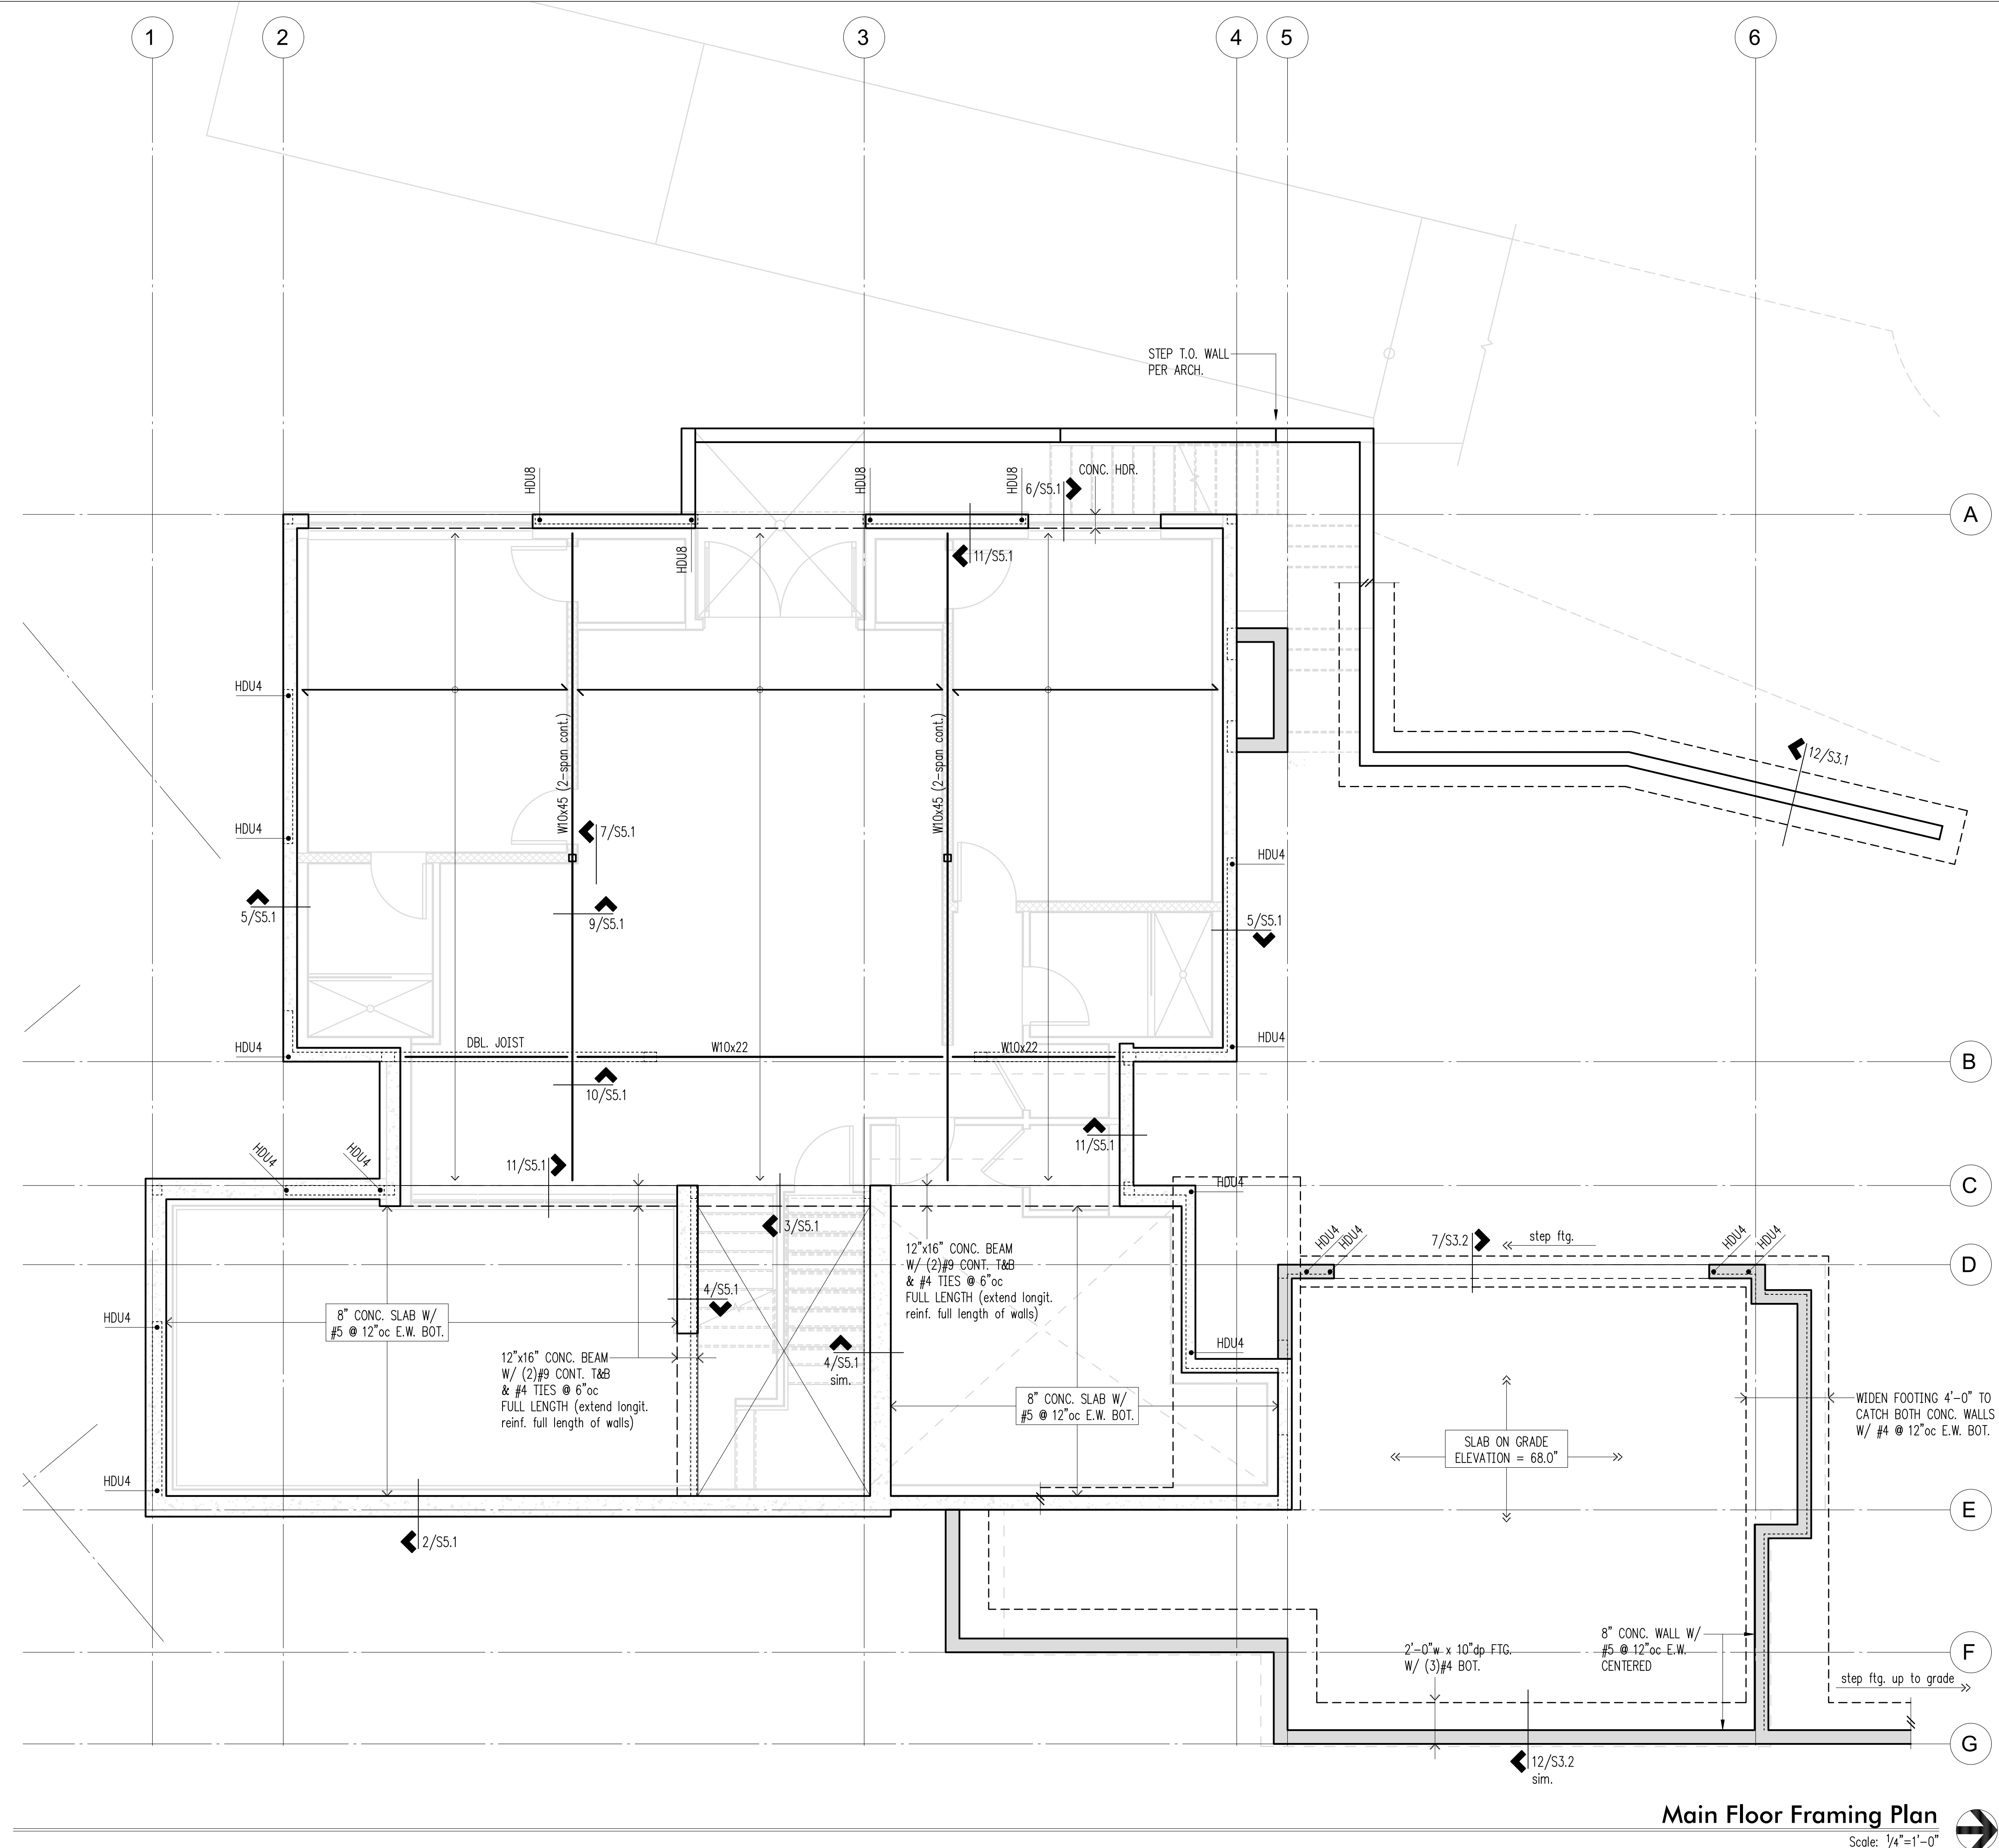 1
2
3
4
5
6
STEP T.O. WALL
PER ARCH.
HDU8
HDU8
HDU8
HDU8
CONC. HDR.
6/S5.1
A
11/S5.1
HDU4
W10x45 (2-span cont.)
W10x45 (2-span cont.)
12/S3.1
HDU4
7/S5.1
HDU4
5/S5.1
9/S5.1
5/S5.1
HDU4
DBL. JOIST
W10x22
W10x22
HDU4
B
10/S5.1
11/S5.1
HDU4
HDU4
11/S5.1
HDU4
C
3/S5.1
12"x16" CONC. BEAM
W/ (2)#9 CONT. T&B
& #4 TIES @ 6"oc
FULL LENGTH (extend longit.
reinf. full length of walls)
HDU4
HDU4
7/S3.2
step ftg.
HDU4
HDU4
D
4/S5.1
HDU4
8" CONC. SLAB W/
#5 @ 12"oc E.W. BOT.
12"x16" CONC. BEAM
W/ (2)#9 CONT. T&B
& #4 TIES @ 6"oc
FULL LENGTH (extend longit.
reinf. full length of walls)
4/S5.1
sim.
HDU4
8" CONC. SLAB W/
#5 @ 12"oc E.W. BOT.
WIDEN FOOTING 4'-0" TO
CATCH BOTH CONC. WALLS
W/ #4 @ 12"oc E.W. BOT.
SLAB ON GRADE
ELEVATION = 68.0"
HDU4
E
2/S5.1
2'-0"w x 10"dp FTG.
W/ (3)#4 BOT.
8" CONC. WALL W/
#5 @ 12"oc E.W.
CENTERED
F
step ftg. up to grade
G
12/S3.2
sim.
Main Floor Framing Plan
Scale: 1/4"=1'-0"